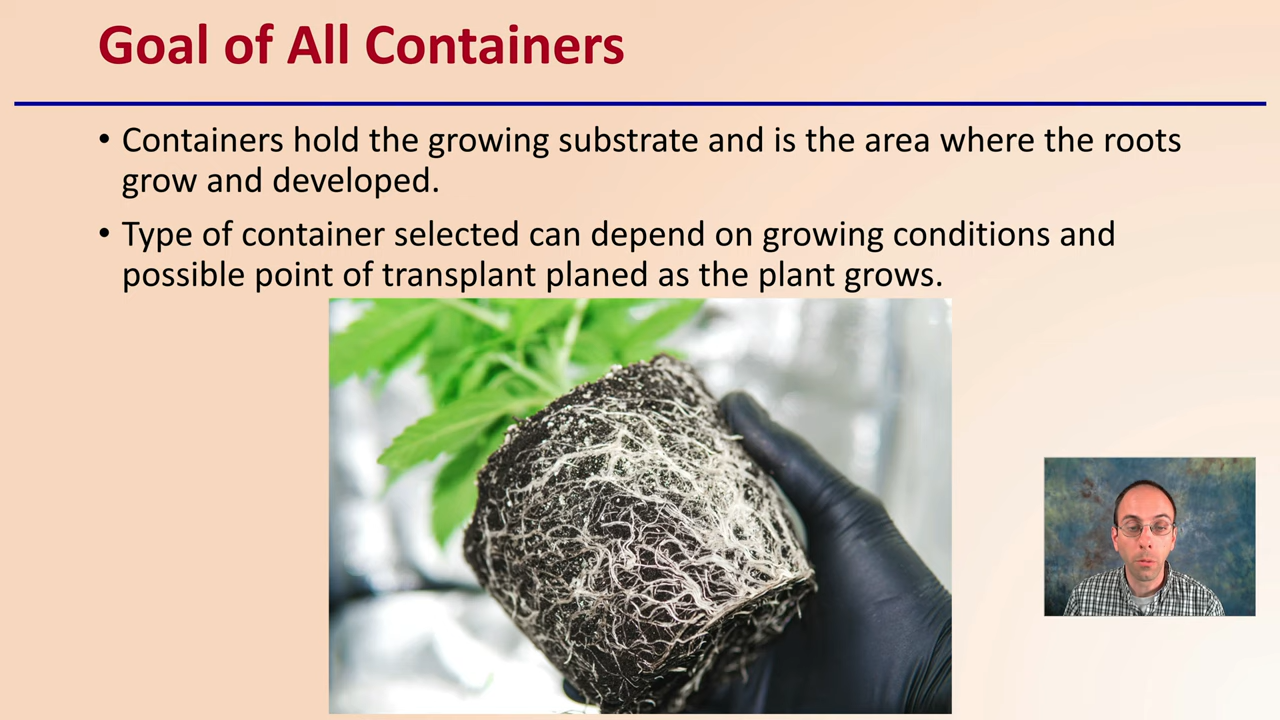 Goal of All Containers
• Containers hold the growing substrate and is the area where the roots
grow and developed.
• Type of container selected can depend on growing conditions and
possible point of transplant planed as the plant grows.